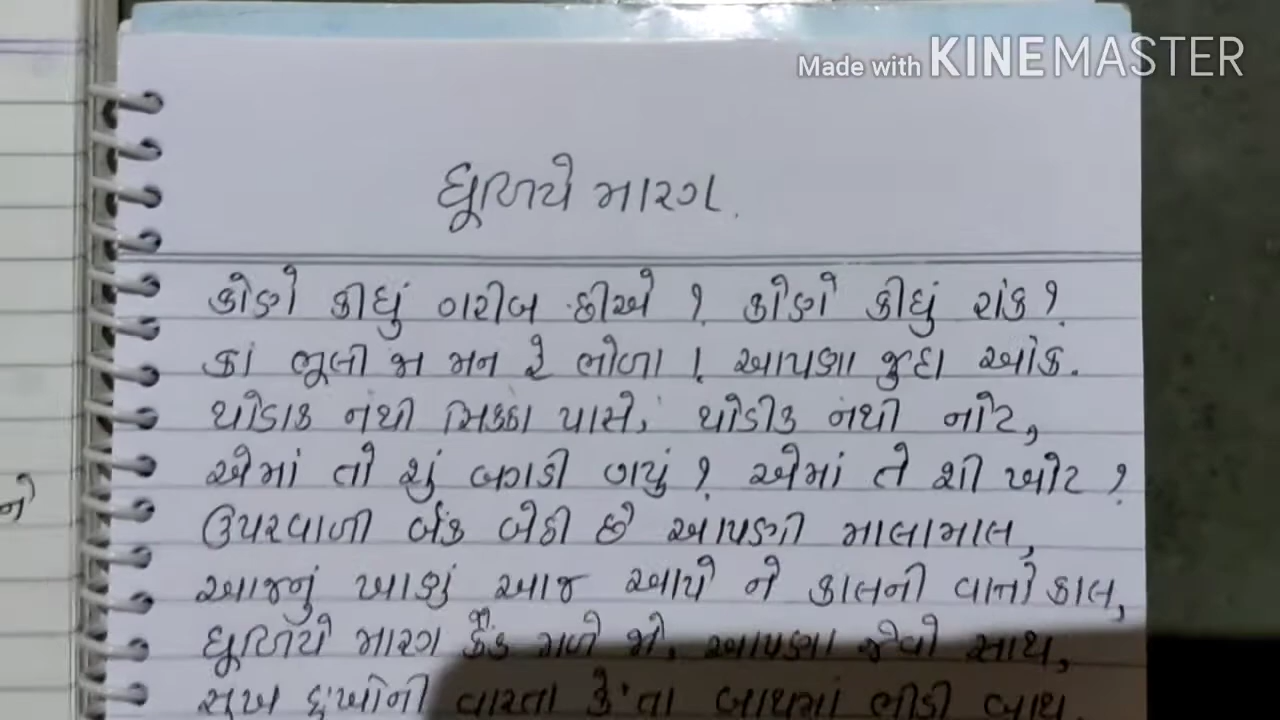 Made with KINEMASTER
ધૂળિયે મારગ.
કોણે કીધું ગરીબ છીએ ? કોણે કીધું રાંક ?
કાં ભૂલી જા મન રે ભોળા ! આપણા જુદા આંક.
થોડાક નથી સિક્કા પાસે, થોડીક નથી નોટ,
એમાં તો શું બગડી ગયું ? એમાં તે શી ખોટ ?
ઉપરવાળી બેંક બેઠી છે આપણી માલામાલ,
આજનું ખાણું આજ આપે ને કાલની વાતો કાલ,
ધૂળિયે મારગ કૈંક મળે જો, આપણા જેવો સાથ,
સુખ દુઃખોની વારતા કે'તા બાથમાં ભીડી બાથ.
ને